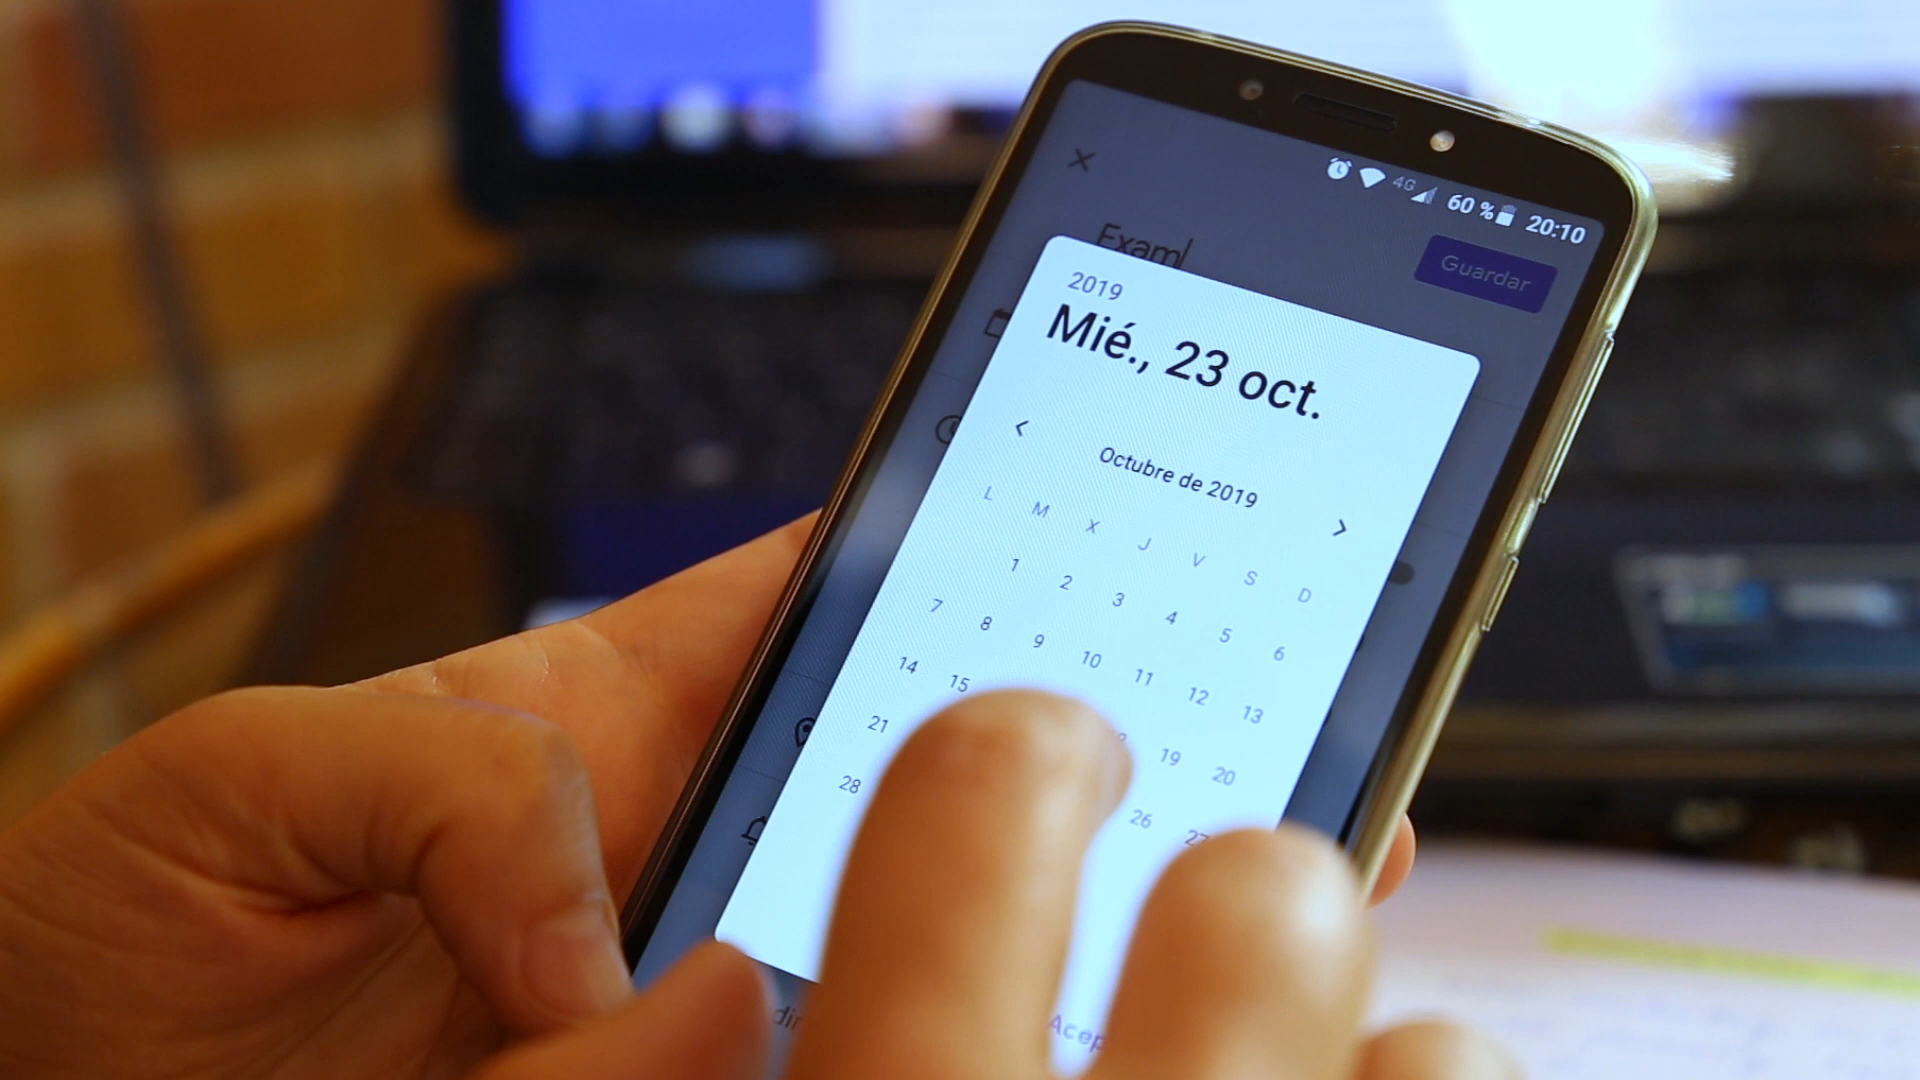 4G 60 % 20:10
Exam
Guardar
2019
Mié., 23 oct.
Octubre de 2019
L M X J V S D
1 2 3 4 5 6
7 8 9 10 11 12 13
14 15 19 20
21 26 27
28